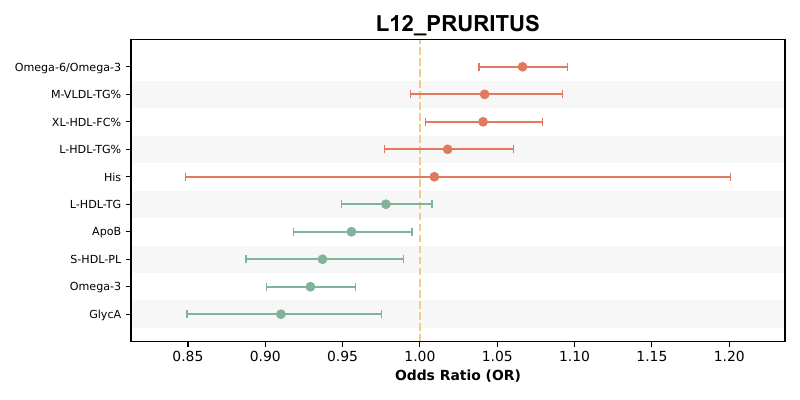 L12_PRURITUS
Omega-6/Omega-3
M-VLDL-TG%
XL-HDL-FC%
L-HDL-TG%
His
L-HDL-TG
ApoB
S-HDL-PL
Omega-3
GlycA
0.85 0.90 0.95 1.00 1.05 1.10 1.15 1.20
Odds Ratio (OR)